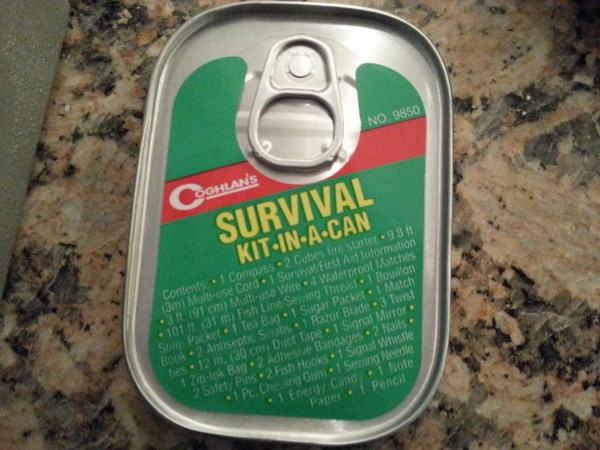 NO. 9850
COGHLAN'S
SURVIVAL
KIT•IN•A•CAN
Contents • 1 Compass • 2 Cubes fire starter • 9.8 ft.
(3m) Multi-use Cord • 1 Survival/First Aid Information
• 3 ft (91 cm) Multi-use Wire • 4 Waterproof Matches
• 101 ft. (31 m) Fish Line/Sewing Thread • 1 Bouillon
Soup Packet • 1 Tea Bag • 1 Sugar Packet • 1 Match
Book • 2 Antiseptic Swabs • 1 Razor Blade • 3 Twist
ties • 12 in. (30 cm) Duct Tape • 1 Signal Mirror •
1 Zip-lok Bag • 2 Adhesive Bandages • 2 Nails •
2 Safety Pins • 2 Fish Hooks • 1 Signal Whistle
• 1 Pc. Chewing Gum • 1 Sewing Needle
• 1 Energy Candy • 1 Note
Paper • 1 Pencil